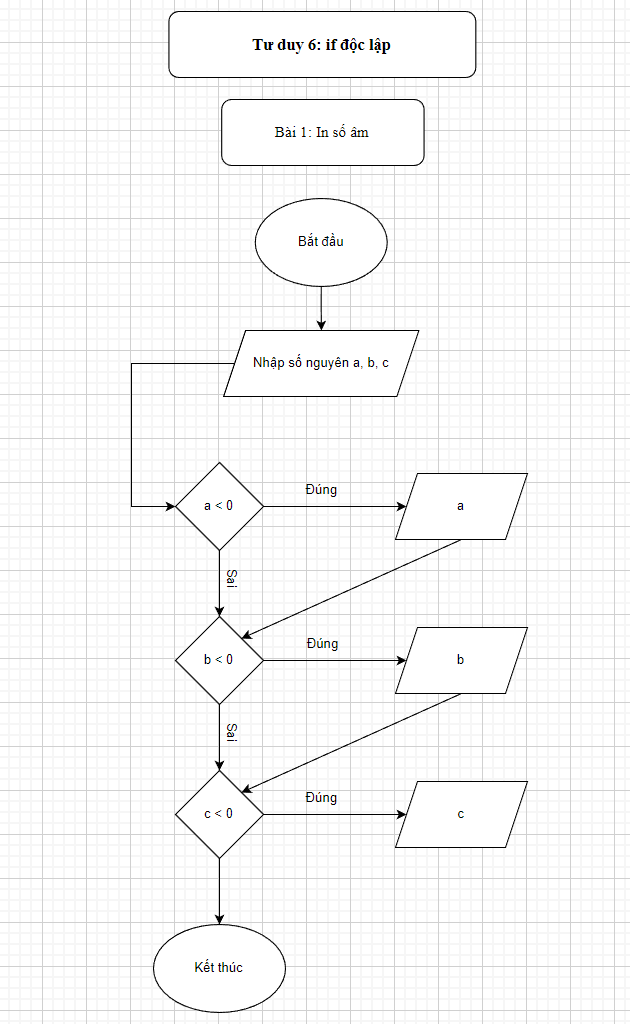 Tư duy 6: if độc lập
Bài 1: In số âm
Bắt đầu
Nhập số nguyên a, b, c
a < 0
Đúng
a
Sai
b < 0
Đúng
b
Sai
c < 0
Đúng
c
Kết thúc